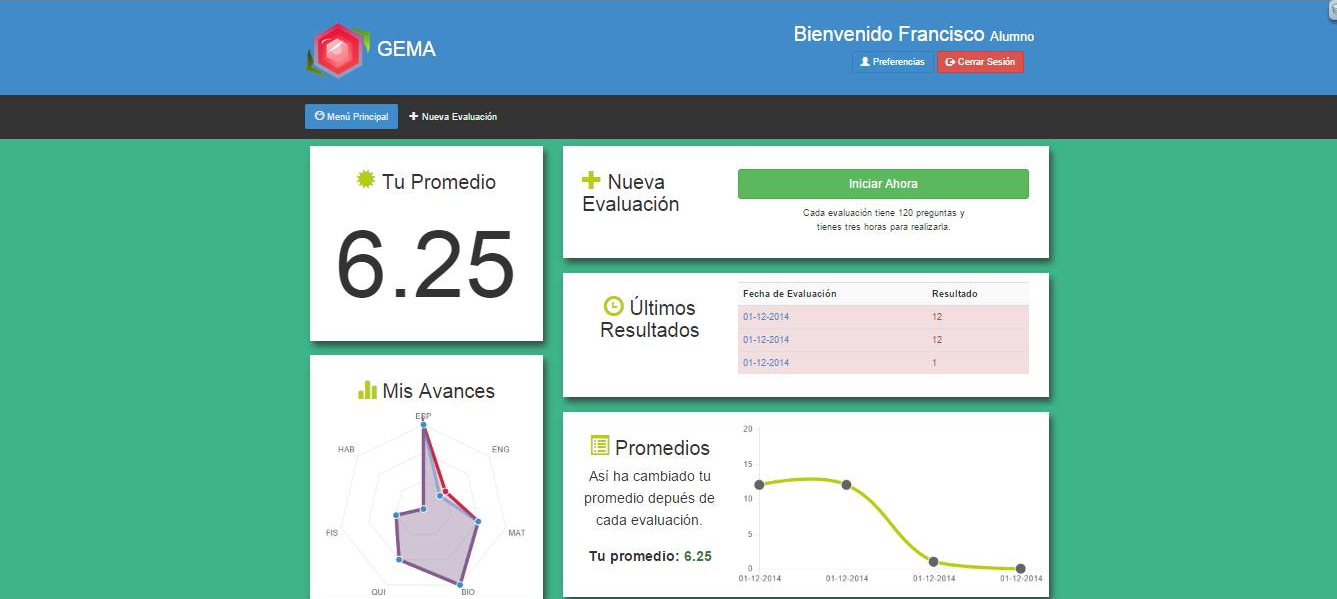 GEMA
Bienvenido Francisco Alumno
Preferencias
Cerrar Sesión
Menú Principal
Nueva Evaluación
Tu Promedio
6.25
Nueva
Evaluación
Iniciar Ahora
Cada evaluación tiene 120 preguntas y
tienes tres horas para realizarla.
Últimos
Resultados
Fecha de Evaluación Resultado
01-12-2014 12
01-12-2014 12
01-12-2014 1
Mis Avances
ESP
ENG
MAT
BIO
QUI
FIS
HAB
Promedios
Así ha cambiado tu
promedio depués de
cada evaluación.
Tu promedio: 6.25
20
15
10
5
0
01-12-2014 01-12-2014 01-12-2014 01-12-2014